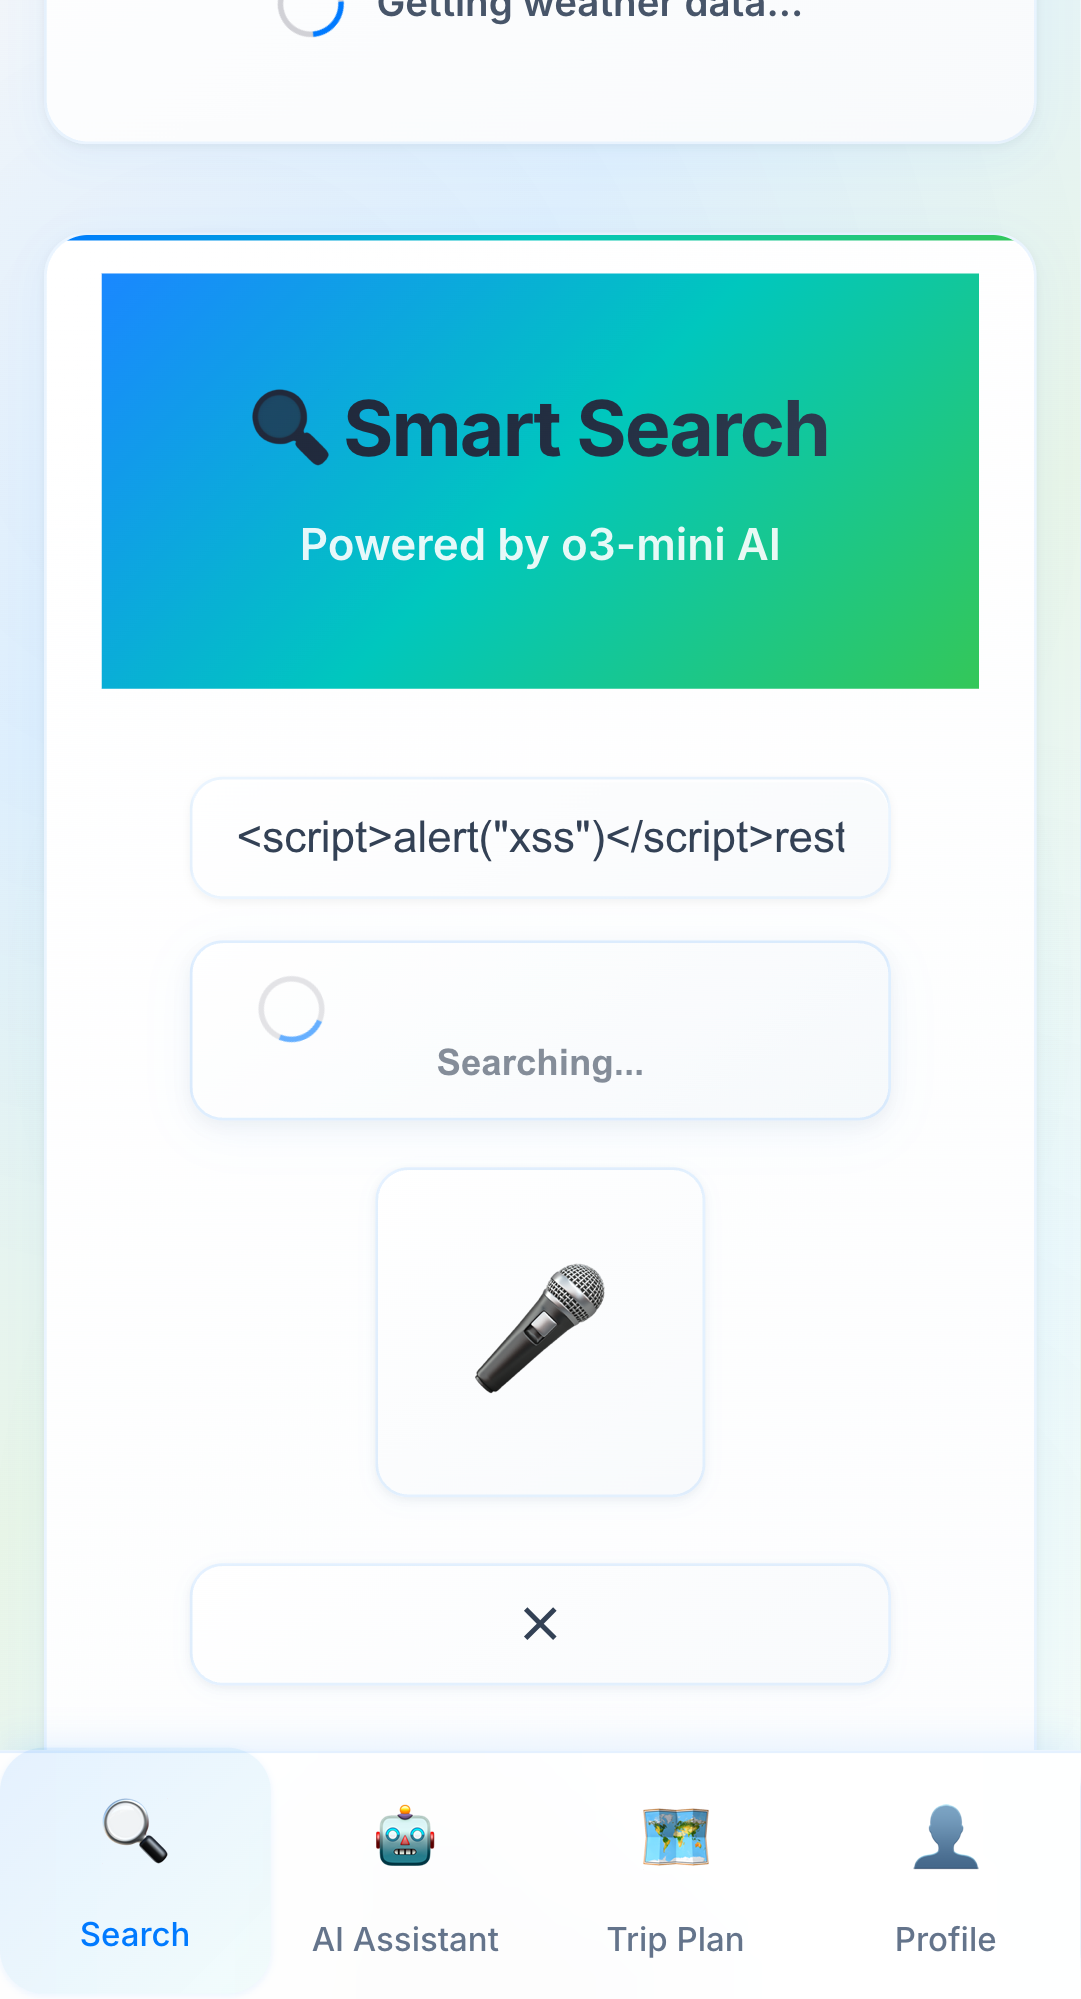 Getting weather data...
Smart Search
Powered by o3-mini AI
<script>alert("xss")</script>rest
Searching...
Search
AI Assistant
Trip Plan
Profile